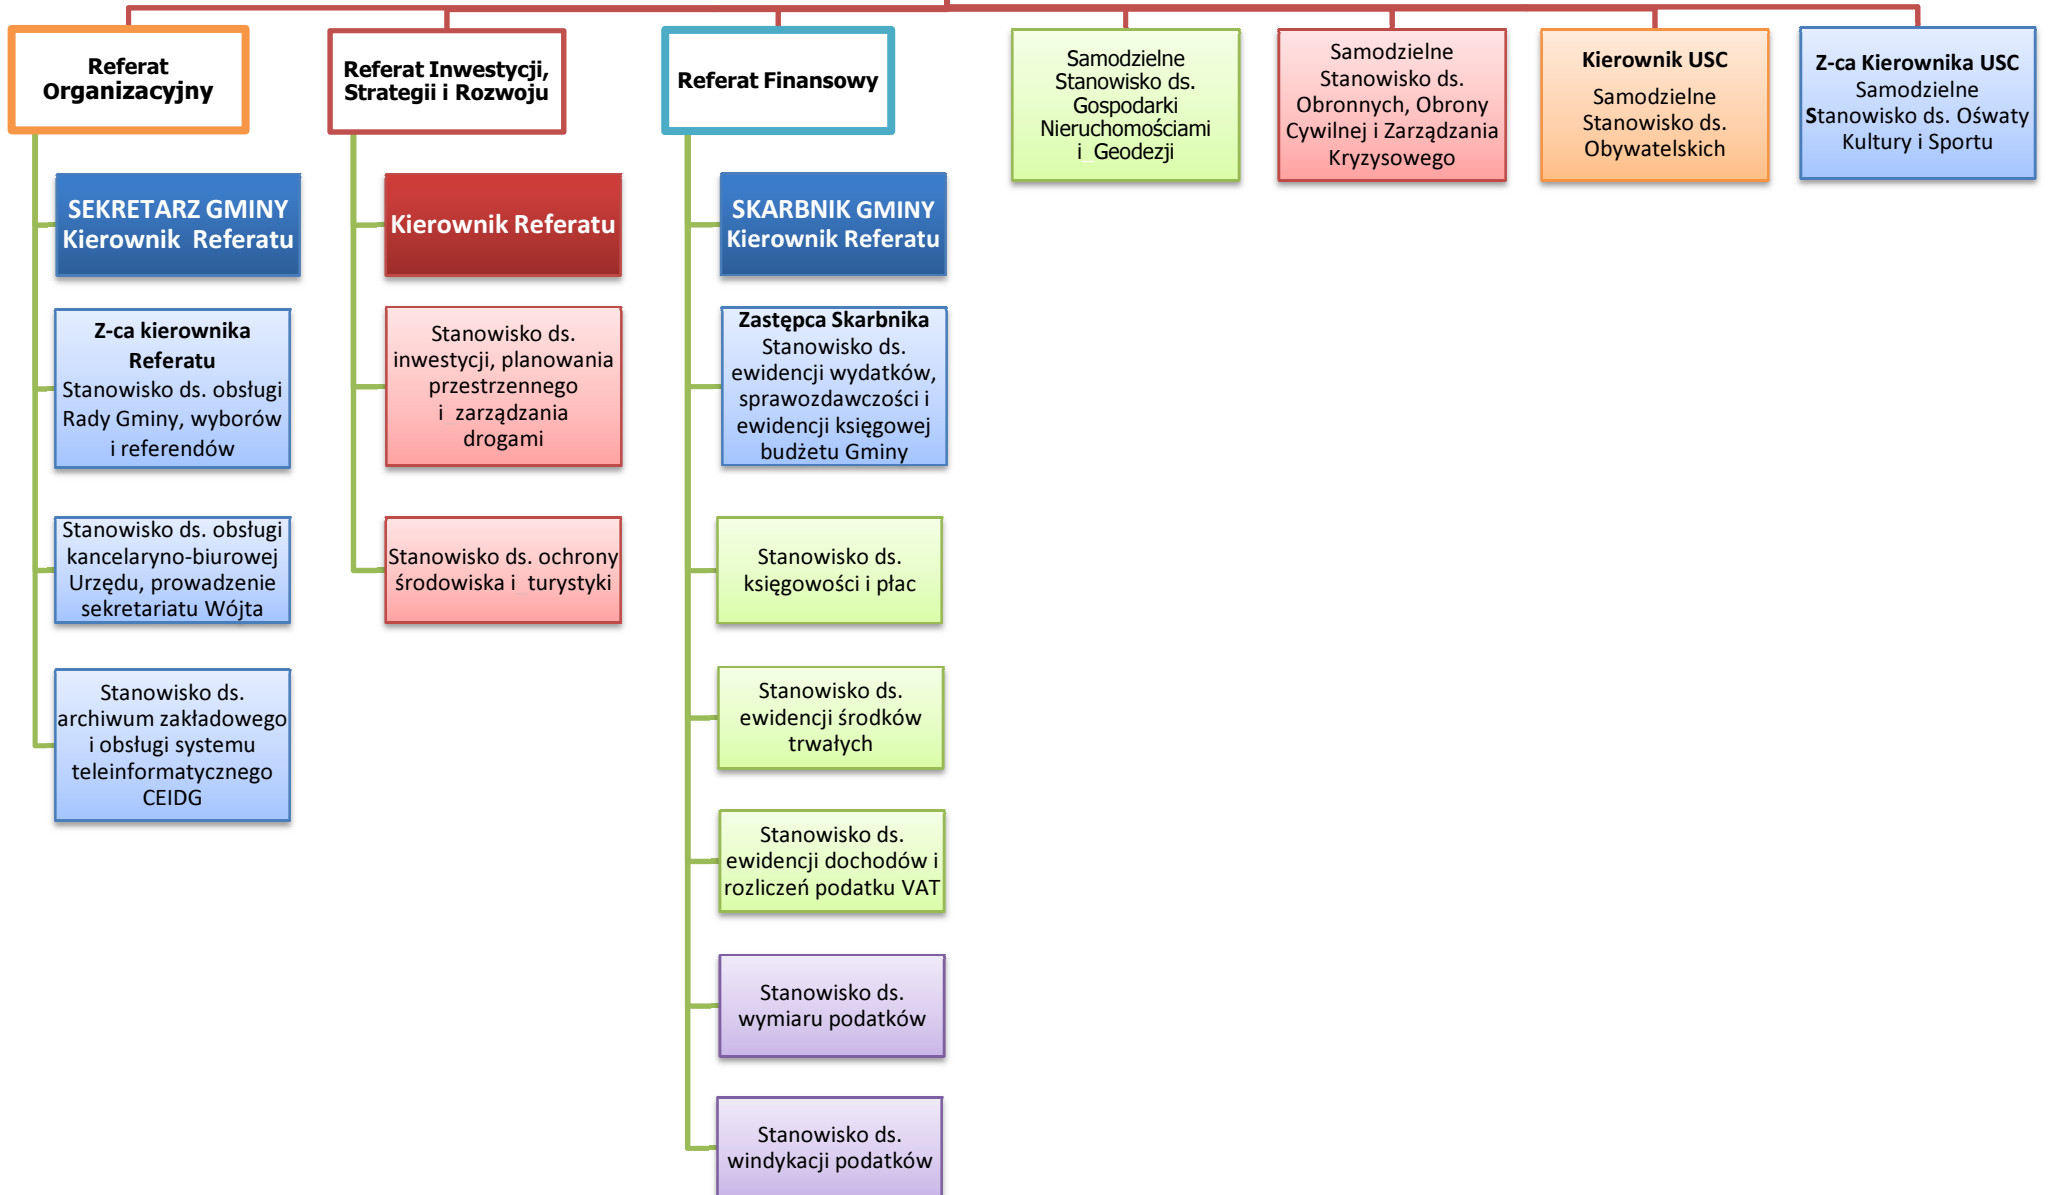 Referat
Organizacyjny
Referat Inwestycji,
Strategii i Rozwoju
Referat Finansowy
Samodzielne
Stanowisko ds.
Gospodarki
Nieruchomościami
i Geodezji
Samodzielne
Stanowisko ds.
Obronnych, Obrony
Cywilnej i Zarządzania
Kryzysowego
Kierownik USC
Samodzielne
Stanowisko ds.
Obywatelskich
Z-ca Kierownika USC
Samodzielne
Stanowisko ds. Ośwaty
Kultury i Sportu
SEKRETARZ GMINY
Kierownik Referatu
Z-ca kierownika
Referatu
Stanowisko ds. obsługi
Rady Gminy, wyborów
i referendów
Stanowisko ds. obsługi
kancelaryno-biurowej
Urzędu, prowadzenie
sekretariatu Wójta
Stanowisko ds.
archiwum zakładowego
i obsługi systemu
teleinformatycznego
CEIDG
Kierownik Referatu
Stanowisko ds.
inwestycji, planowania
przestrzennego
i zarządzania
drogami
Stanowisko ds. ochrony
środowiska i turystyki
SKARBNIK GMINY
Kierownik Referatu
Zastępca Skarbnika
Stanowisko ds.
ewidencji wydatków,
sprawozdawczości i
ewidencji księgowej
budżetu Gminy
Stanowisko ds.
księgowości i płac
Stanowisko ds.
ewidencji środków
trwałych
Stanowisko ds.
ewidencji dochodów i
rozliczeń podatku VAT
Stanowisko ds.
wymiaru podatków
Stanowisko ds.
windykacji podatków